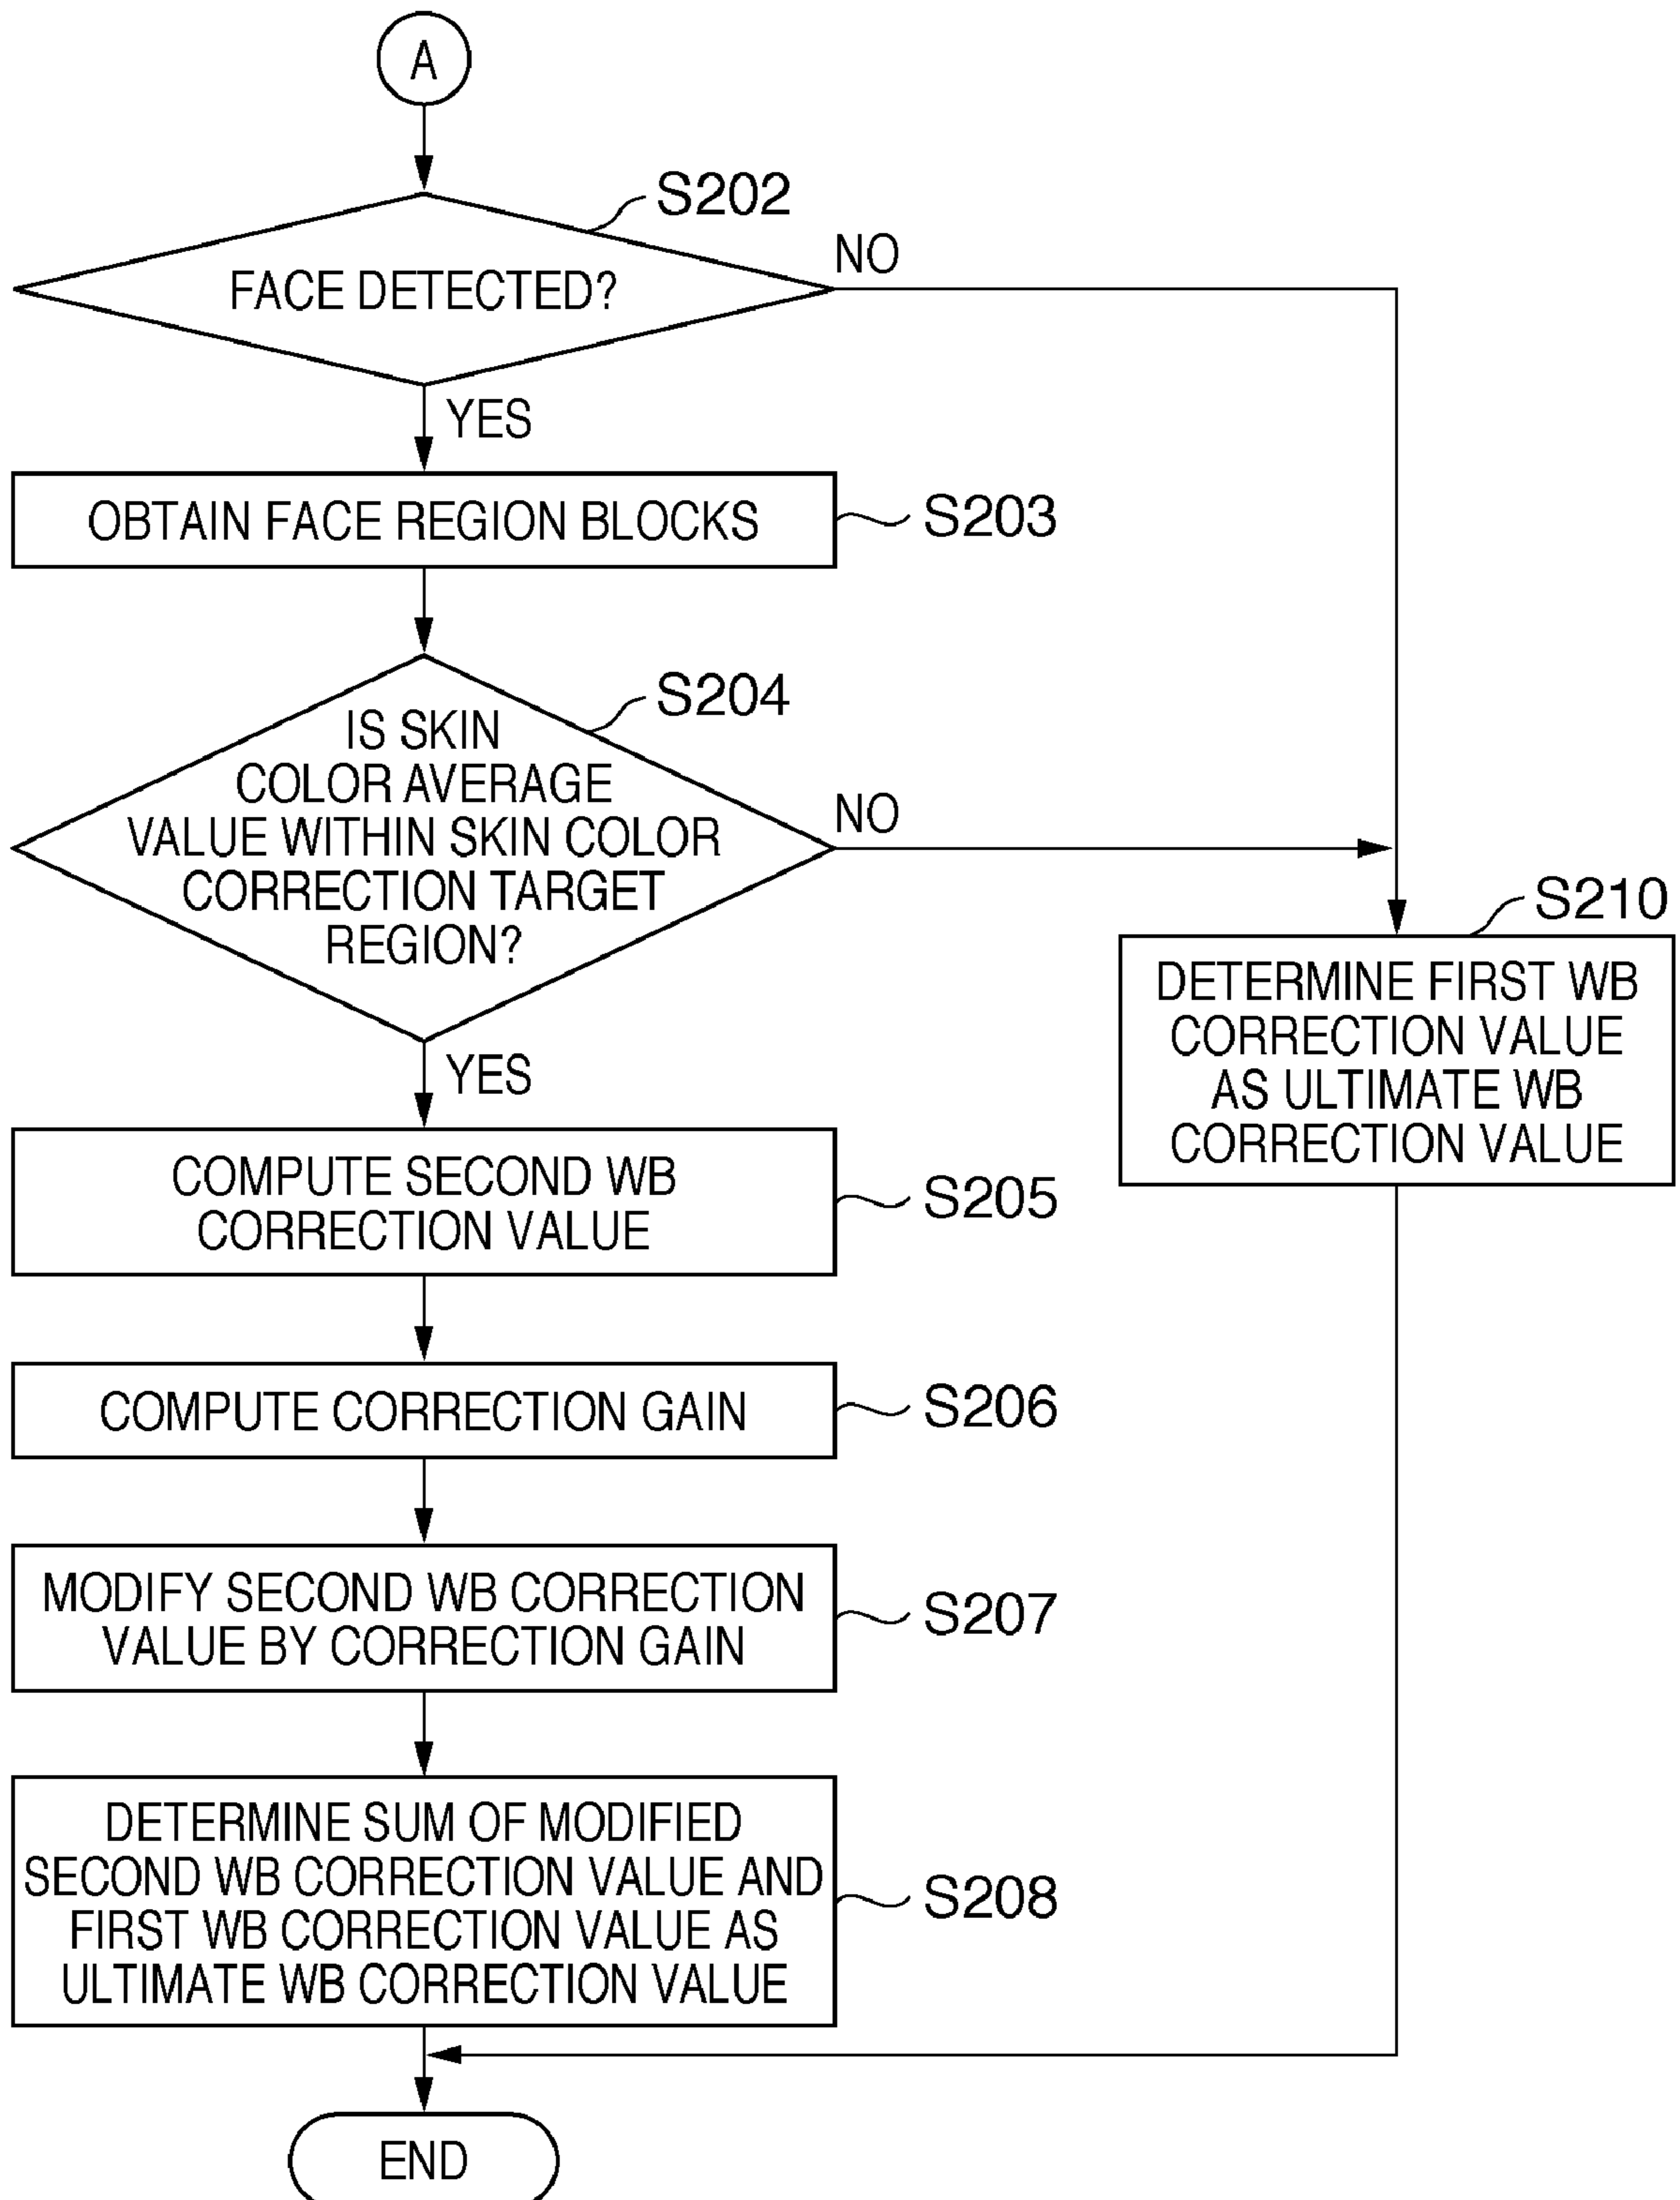 A
S202
FACE DETECTED?
NO
YES
OBTAIN FACE REGION BLOCKS
S203
S204
IS SKIN
COLOR AVERAGE
VALUE WITHIN SKIN COLOR
CORRECTION TARGET
REGION?
NO
YES
S210
DETERMINE FIRST WB
CORRECTION VALUE
AS ULTIMATE WB
CORRECTION VALUE
COMPUTE SECOND WB
CORRECTION VALUE
S205
COMPUTE CORRECTION GAIN
S206
MODIFY SECOND WB CORRECTION
VALUE BY CORRECTION GAIN
S207
DETERMINE SUM OF MODIFIED
SECOND WB CORRECTION VALUE AND
FIRST WB CORRECTION VALUE AS
ULTIMATE WB CORRECTION VALUE
S208
END